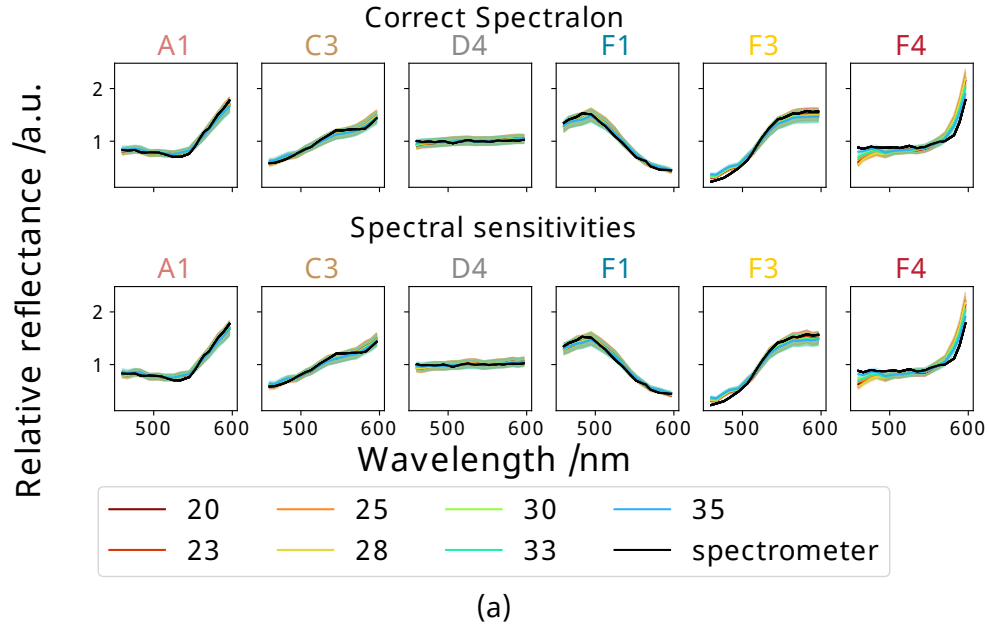 Correct Spectralon
A1 C3 D4 F1 F3 F4
2
1
Relative reflectance /a.u.
Spectral sensitivities
A1 C3 D4 F1 F3 F4
2
1
500 600 500 600 500 600 500 600 500 600 500 600
Wavelength /nm
20 25 30 35
23 28 33 spectrometer
(a)